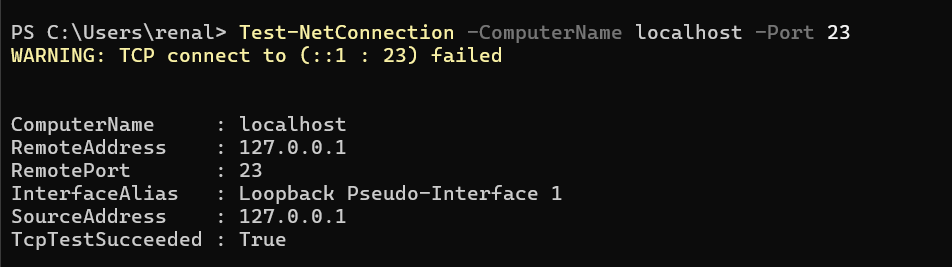 PS C:\Users\renal> Test-NetConnection -ComputerName localhost -Port 23
WARNING: TCP connect to (::1 : 23) failed
ComputerName     : localhost
RemoteAddress    : 127.0.0.1
RemotePort       : 23
InterfaceAlias   : Loopback Pseudo-Interface 1
SourceAddress    : 127.0.0.1
TcpTestSucceeded : True